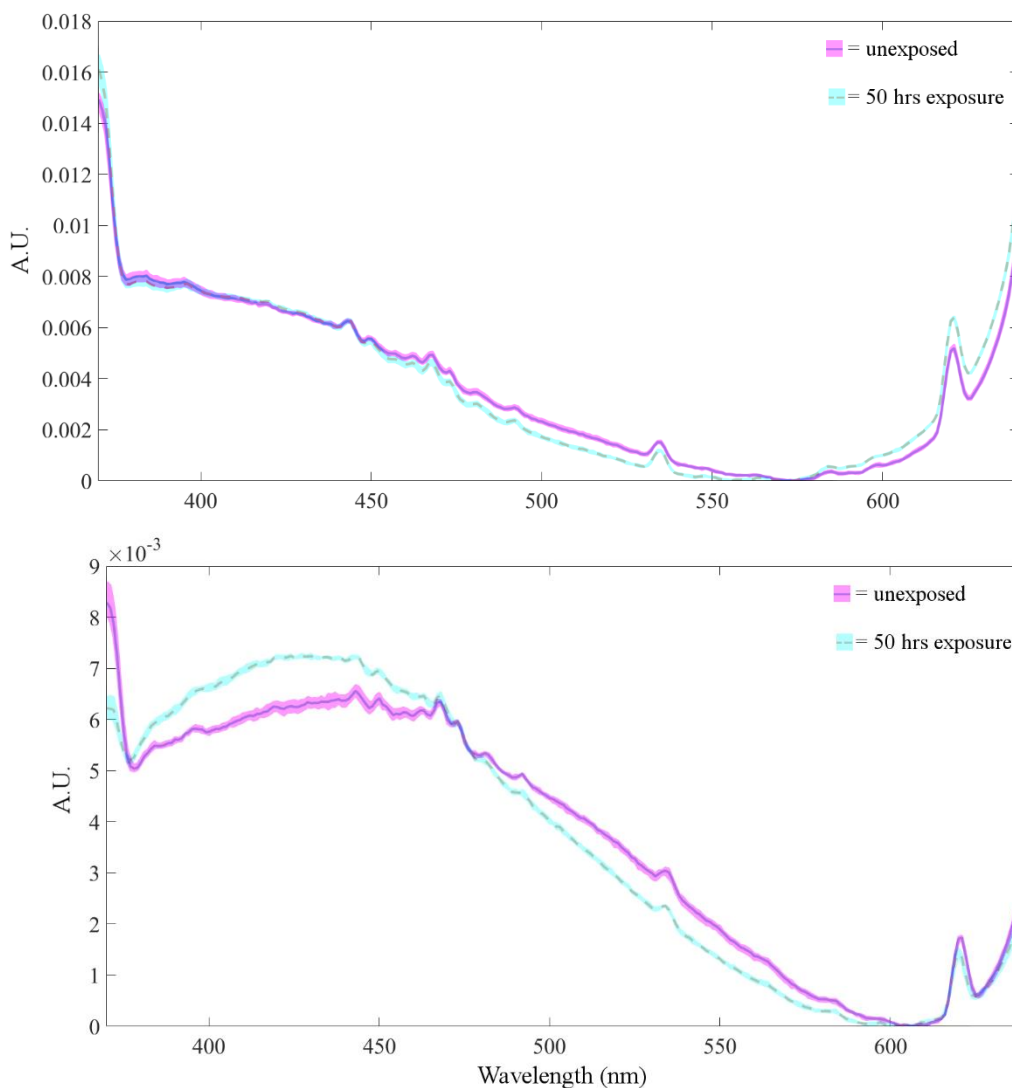 0.018
0.016
0.014
0.012
0.01
0.008
0.006
0.004
0.002
0
A.U.
= unexposed
= 50 hrs exposure
400 450 500 550 600
×10⁻³
9
8
7
6
5
4
3
2
1
0
A.U.
= unexposed
= 50 hrs exposure
400 450 500 550 600
Wavelength (nm)